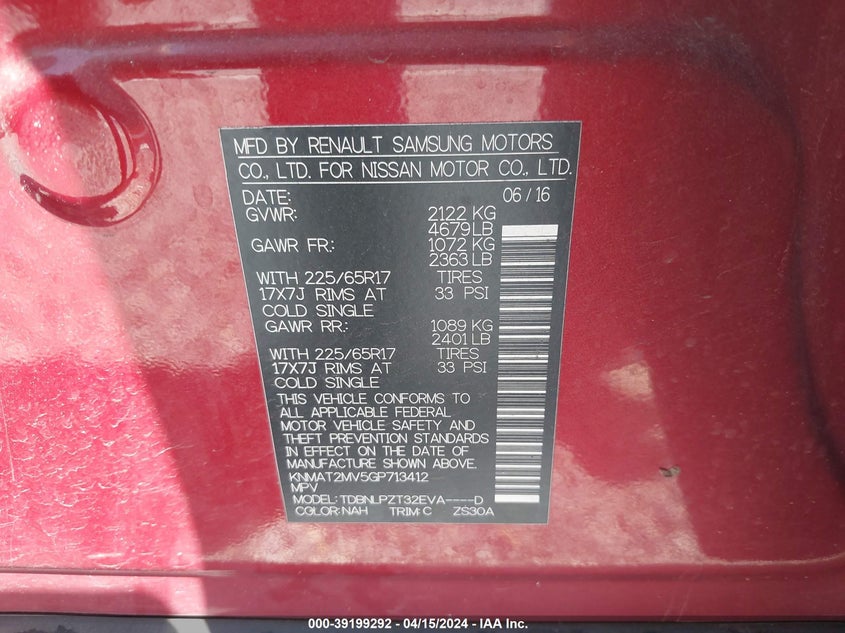 MFD BY RENAULT SAMSUNG MOTORS
CO., LTD. FOR NISSAN MOTOR CO., LTD.
DATE: 06 / 16
GVWR: 2122 KG
4679 LB
GAWR FR: 1072 KG
2363 LB
WITH 225/65R17 TIRES
17X7J RIMS AT 33 PSI
COLD SINGLE
GAWR RR: 1089 KG
2401 LB
WITH 225/65R17 TIRES
17X7J RIMS AT 33 PSI
COLD SINGLE
THIS VEHICLE CONFORMS TO
ALL APPLICABLE FEDERAL
MOTOR VEHICLE SAFETY AND
THEFT PREVENTION STANDARDS
IN EFFECT ON THE DATE OF
MANUFACTURE SHOWN ABOVE.
KNMAT2MV5GP713412
MPV
MODEL: TDBNLPZT32EVA----D
COLOR: NAH TRIM: C ZS30A
000-39199292 - 04/15/2024 - IAA Inc.